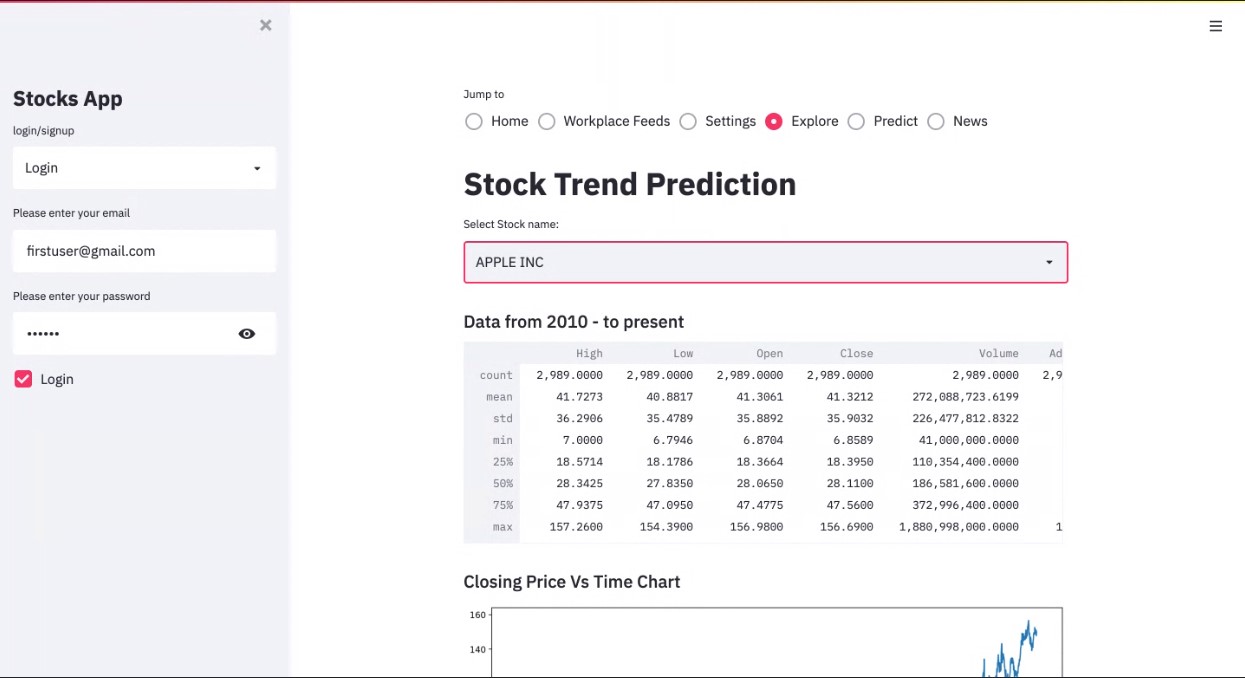 Stocks App
login/signup
Login
Please enter your email
firstuser@gmail.com
Please enter your password
••••••
Login
Jump to
Home Workplace Feeds Settings Explore Predict News
Stock Trend Prediction
Select Stock name:
APPLE INC
Data from 2010 - to present
High Low Open Close Volume Ad
count 2,989.0000 2,989.0000 2,989.0000 2,989.0000 2,989.0000 2,9
mean 41.7273 40.8817 41.3061 41.3212 272,088,723.6199
std 36.2906 35.4789 35.8892 35.9032 226,477,812.8322
min 7.0000 6.7946 6.8704 6.8589 41,000,000.0000
25% 18.5714 18.1786 18.3664 18.3950 110,354,400.0000
50% 28.3425 27.8350 28.0650 28.1100 186,581,600.0000
75% 47.9375 47.0950 47.4775 47.5600 372,996,400.0000
max 157.2600 154.3900 156.9800 156.6900 1,880,998,000.0000 1
Closing Price Vs Time Chart
160
140